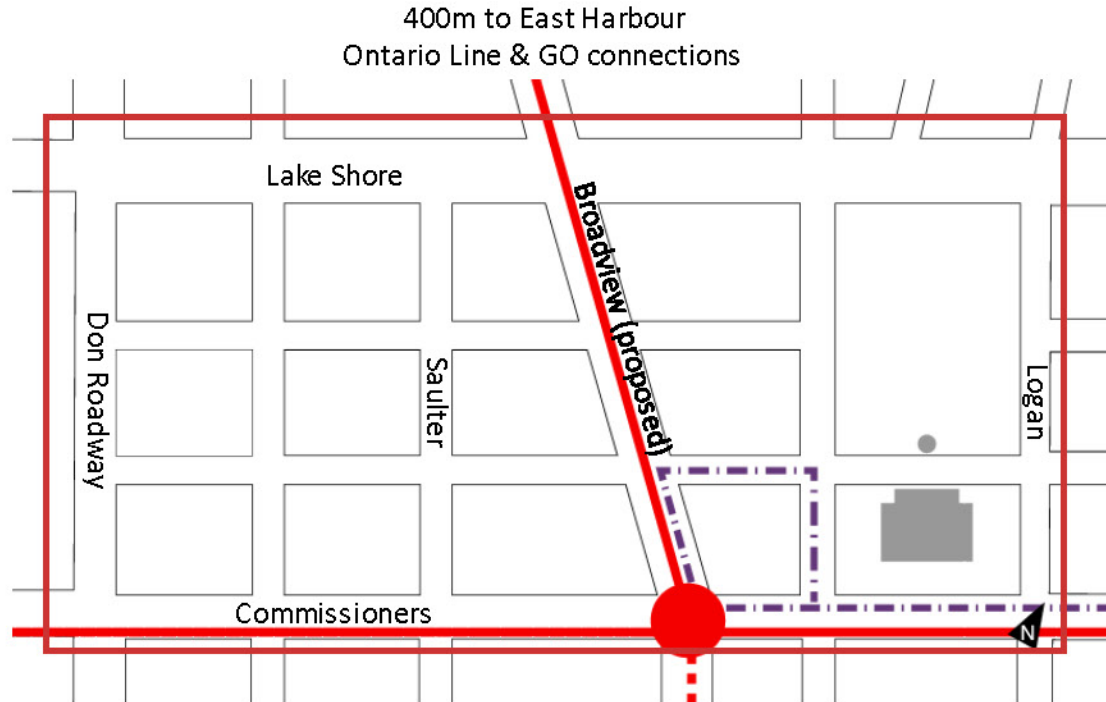 400m to East Harbour
Ontario Line & GO connections
Lake Shore
Broadview (proposed)
Don Roadway
Saulter
Logan
Commissioners
N